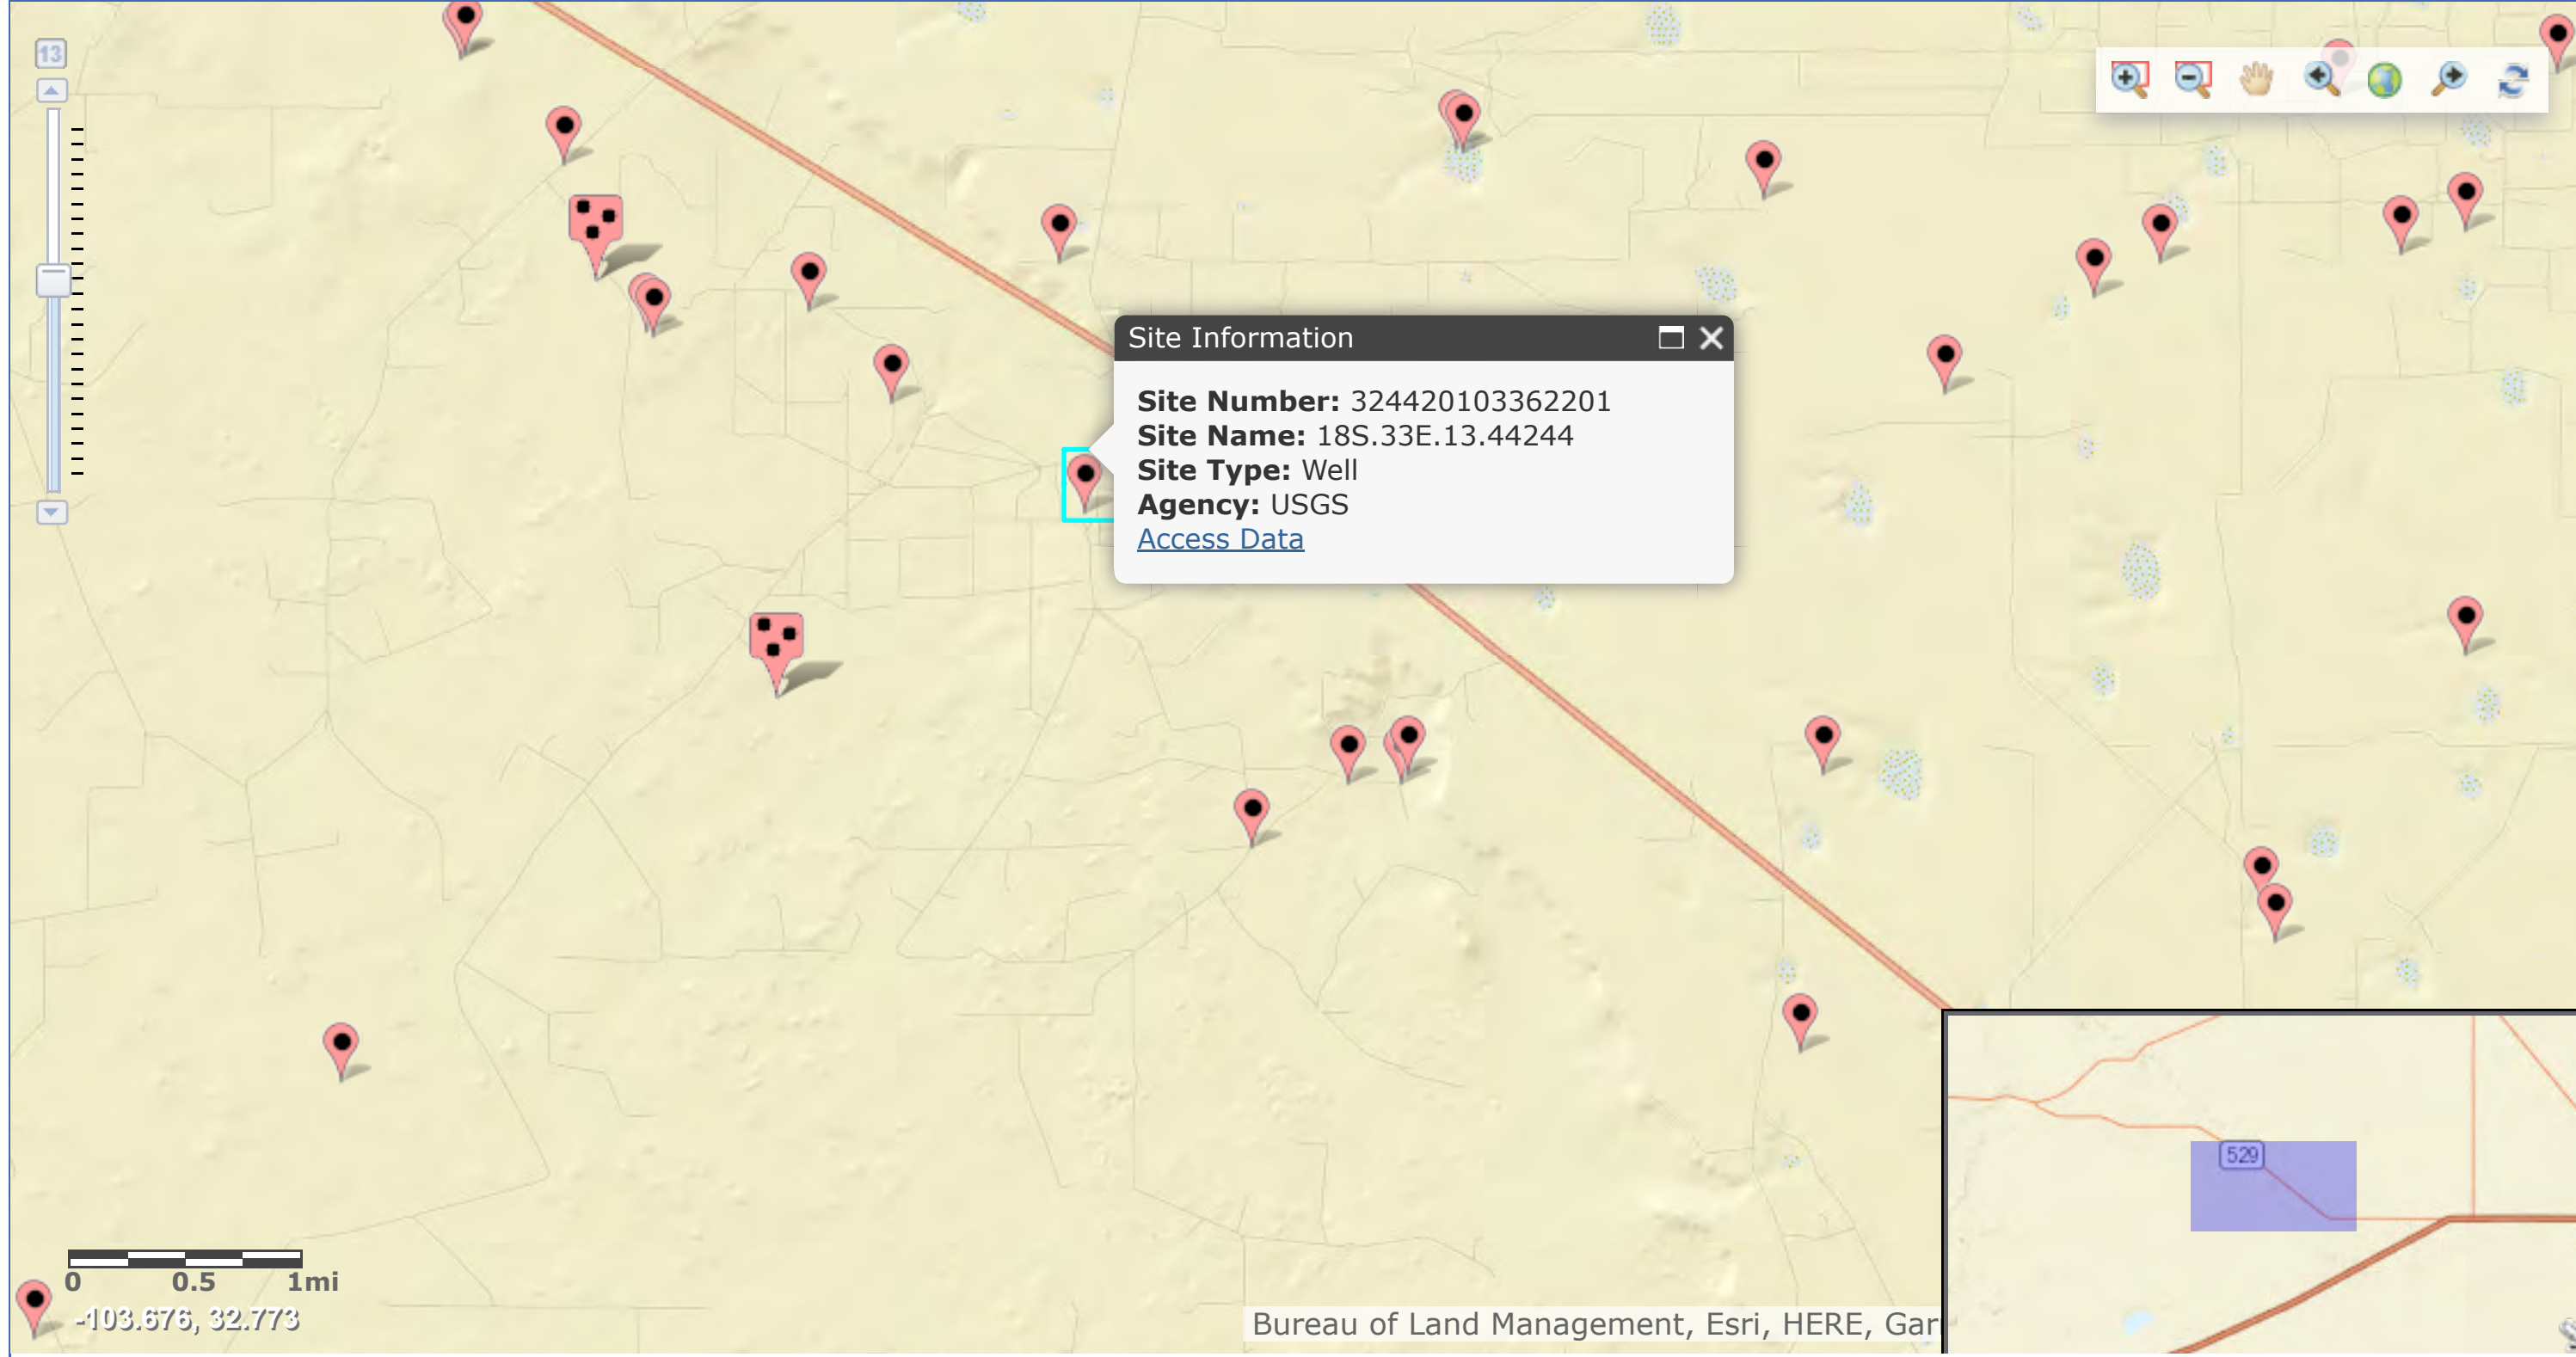 13
Site Information
Site Number: 324420103362201
Site Name: 18S.33E.13.44244
Site Type: Well
Agency: USGS
Access Data
529
0 0.5 1mi
-103.676, 32.773
Bureau of Land Management, Esri, HERE, Gar